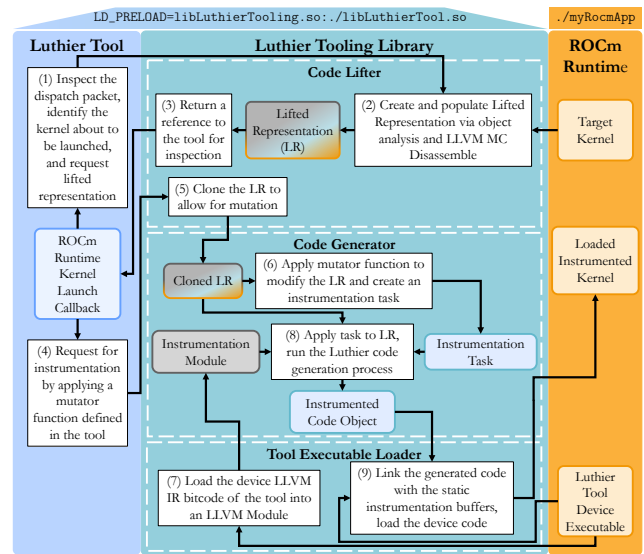 LD_PRELOAD=libLuthierTooling.so:./libLuthierTool.so
./myRocmApp
Luthier Tool
Luthier Tooling Library
ROCm
Runtime
Code Lifter
(1) Inspect the
dispatch packet,
identify the
kernel about to
be launched,
and request
lifted
representation
(3) Return a
reference to
the tool for
inspection
Lifted
Representation
(LR)
(2) Create and populate Lifted
Representation via object
analysis and LLVM MC
Disassemble
Target
Kernel
(5) Clone the LR to
allow for mutation
ROCm
Runtime
Kernel
Launch
Callback
Code Generator
Cloned LR
(6) Apply mutator function to
modify the LR and create an
instrumentation task
Loaded
Instrumented
Kernel
(4) Request for
instrumentation
by applying a
mutator
function defined
in the tool
Instrumentation
Module
(8) Apply task to LR,
run the Luthier code
generation process
Instrumentation
Task
Instrumented
Code Object
Tool Executable Loader
(7) Load the device LLVM
IR bitcode of the tool into
an LLVM Module
(9) Link the generated code
with the static
instrumentation buffers,
load the device code
Luthier
Tool
Device
Executable